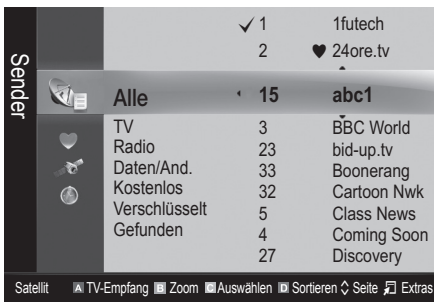 Sender
✓ 1 1futech
2 ♥ 24ore.tv
Alle 15 abc1
TV 3 BBC World
Radio 23 bid-up.tv
Daten/And. 33 Boonerang
Kostenlos 32 Cartoon Nwk
Verschlüsselt 5 Class News
Gefunden 4 Coming Soon
27 Discovery
Satellit A TV-Empfang B Zoom C Auswählen D Sortieren Seite Extras